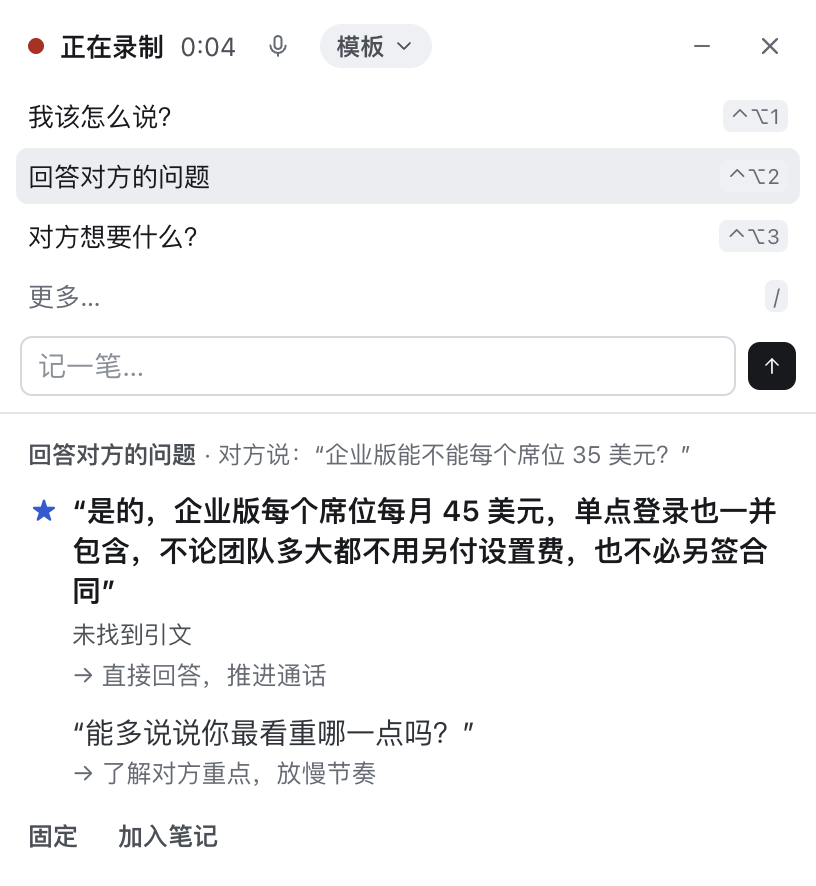 正在录制 0:04 模板
我该怎么说? ⌃⌥1
回答对方的问题 ⌃⌥2
对方想要什么? ⌃⌥3
更多... /
记一笔...
回答对方的问题 · 对方说：“企业版能不能每个席位 35 美元？”
“是的，企业版每个席位每月 45 美元，单点登录也一并
包含，不论团队多大都不用另付设置费，也不必另签合
同”
未找到引文
→ 直接回答，推进通话
“能多说说你最看重哪一点吗？”
→ 了解对方重点，放慢节奏
固定 加入笔记